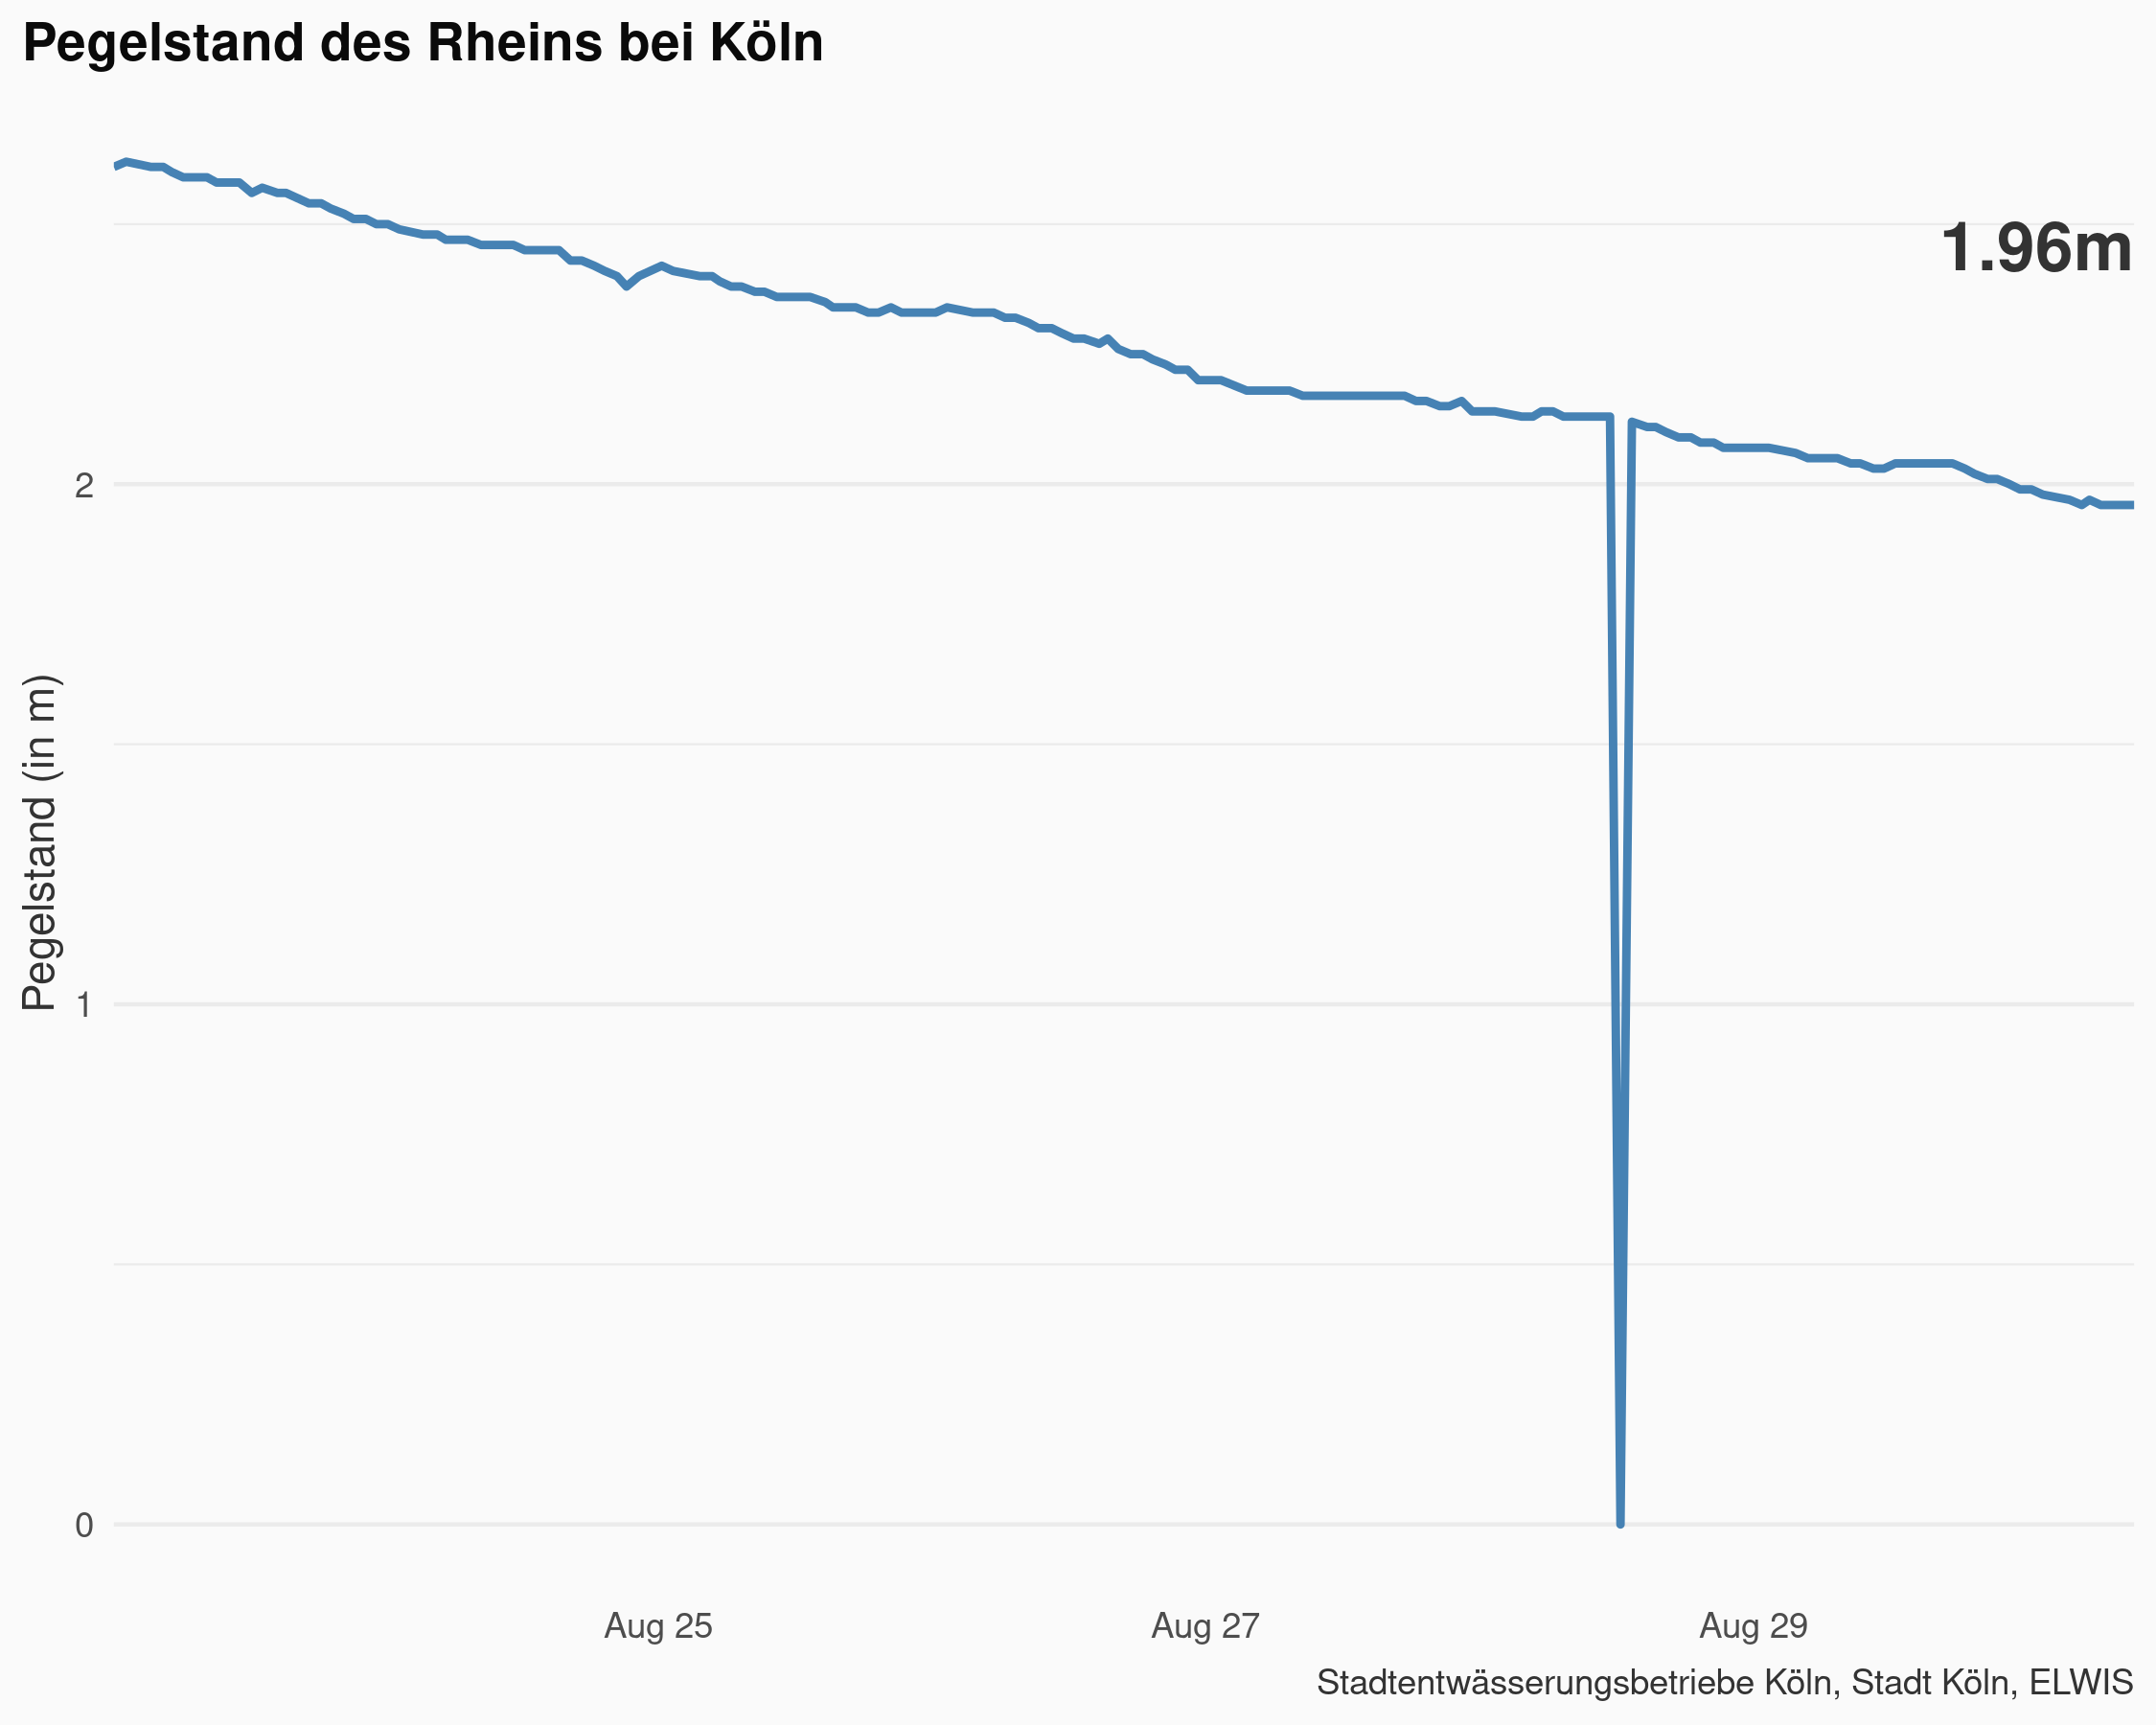 Pegelstand des Rheins bei Köln
1.96m
Pegelstand (in m)
2
1
0
Aug 25
Aug 27
Aug 29
Stadtentwässerungsbetriebe Köln, Stadt Köln, ELWIS